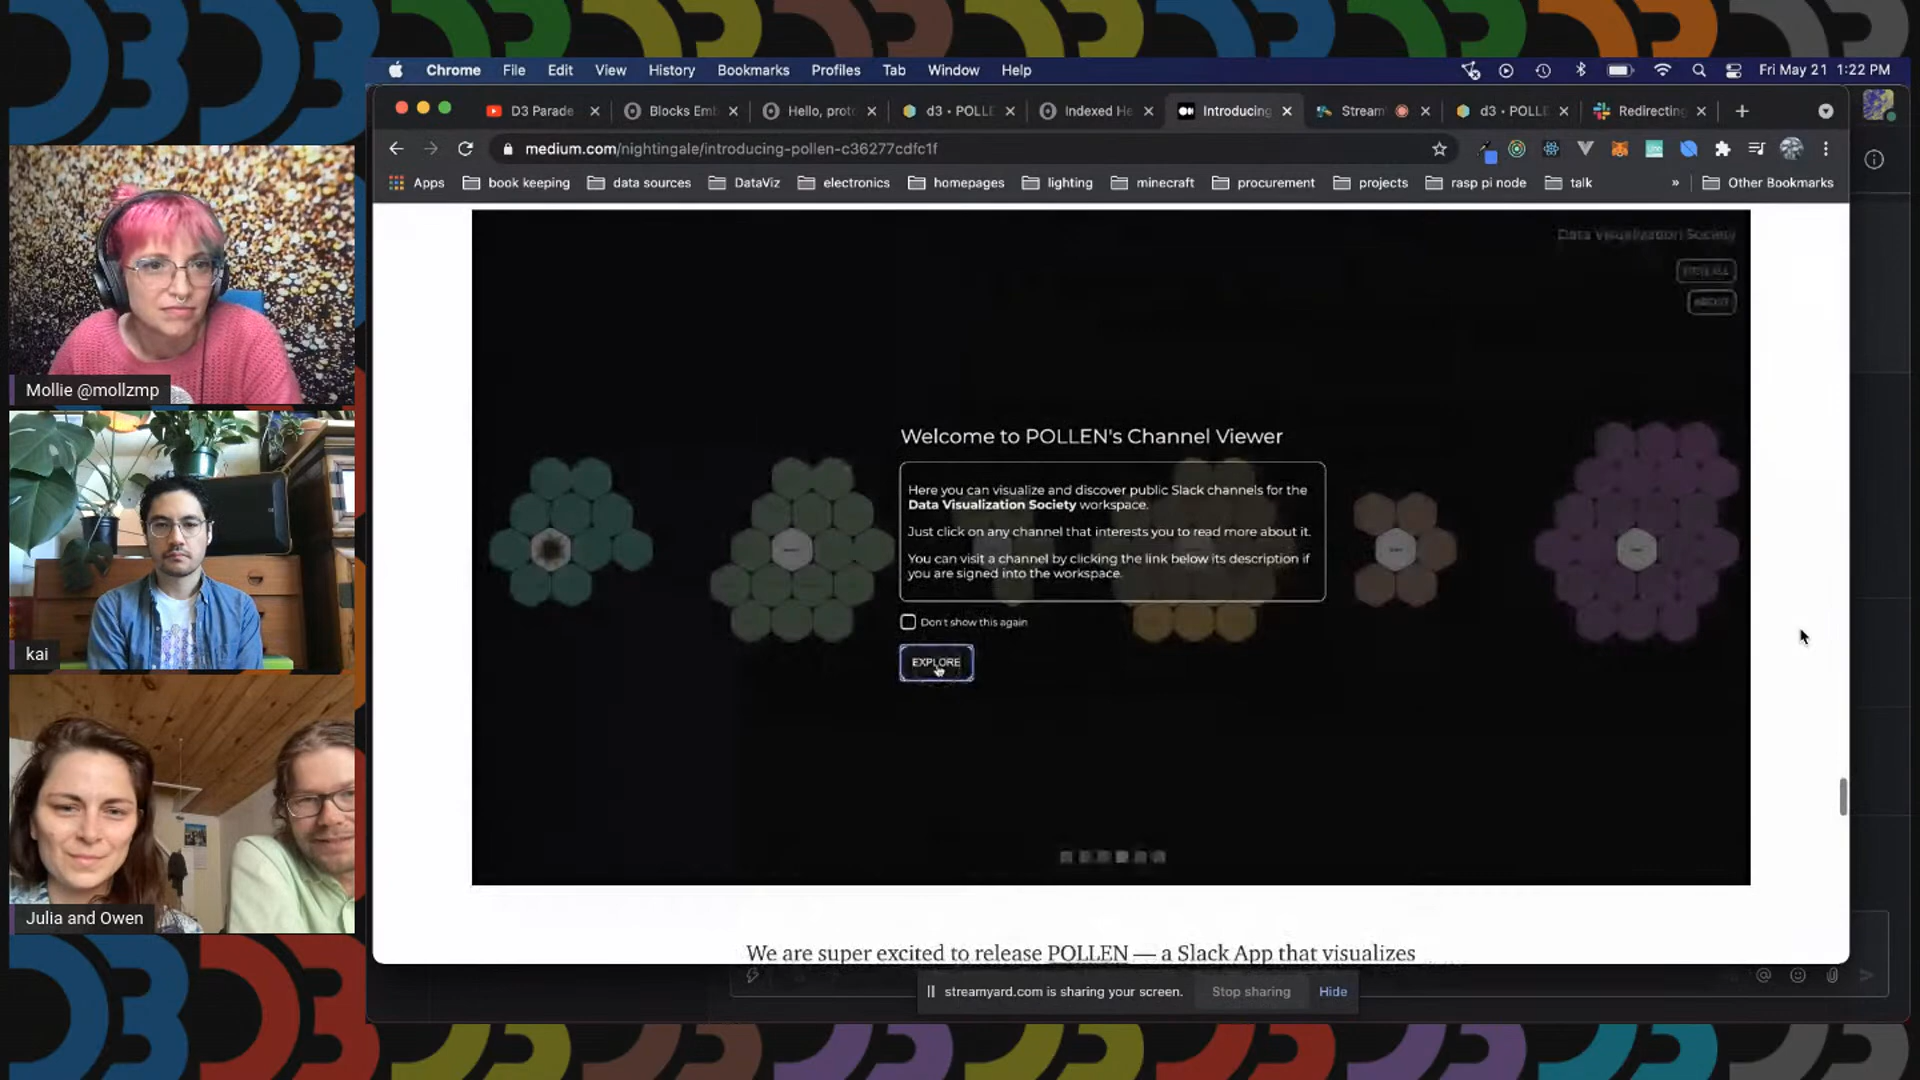 Chrome File Edit View History Bookmarks Profiles Tab Window Help Fri May 21 1:22 PM
D3 Parade Blocks Emb Hello, proto d3 • POLLE Indexed He Introducing Stream d3 • POLLE Redirecting
medium.com/nightingale/introducing-pollen-c36277cdfc1f
Apps book keeping data sources DataViz electronics homepages lighting minecraft procurement projects rasp pi node talk » Other Bookmarks
Data Visualization Society
ABOUT
Welcome to POLLEN's Channel Viewer
Here you can visualize and discover public Slack channels for the
Data Visualization Society workspace.
Just click on any channel that interests you to read more about it.
You can visit a channel by clicking the link below its description if
you are signed into the workspace.
Don't show this again
EXPLORE
We are super excited to release POLLEN — a Slack App that visualizes
streamyard.com is sharing your screen. Stop sharing Hide
Mollie @mollzmp
kai
Julia and Owen